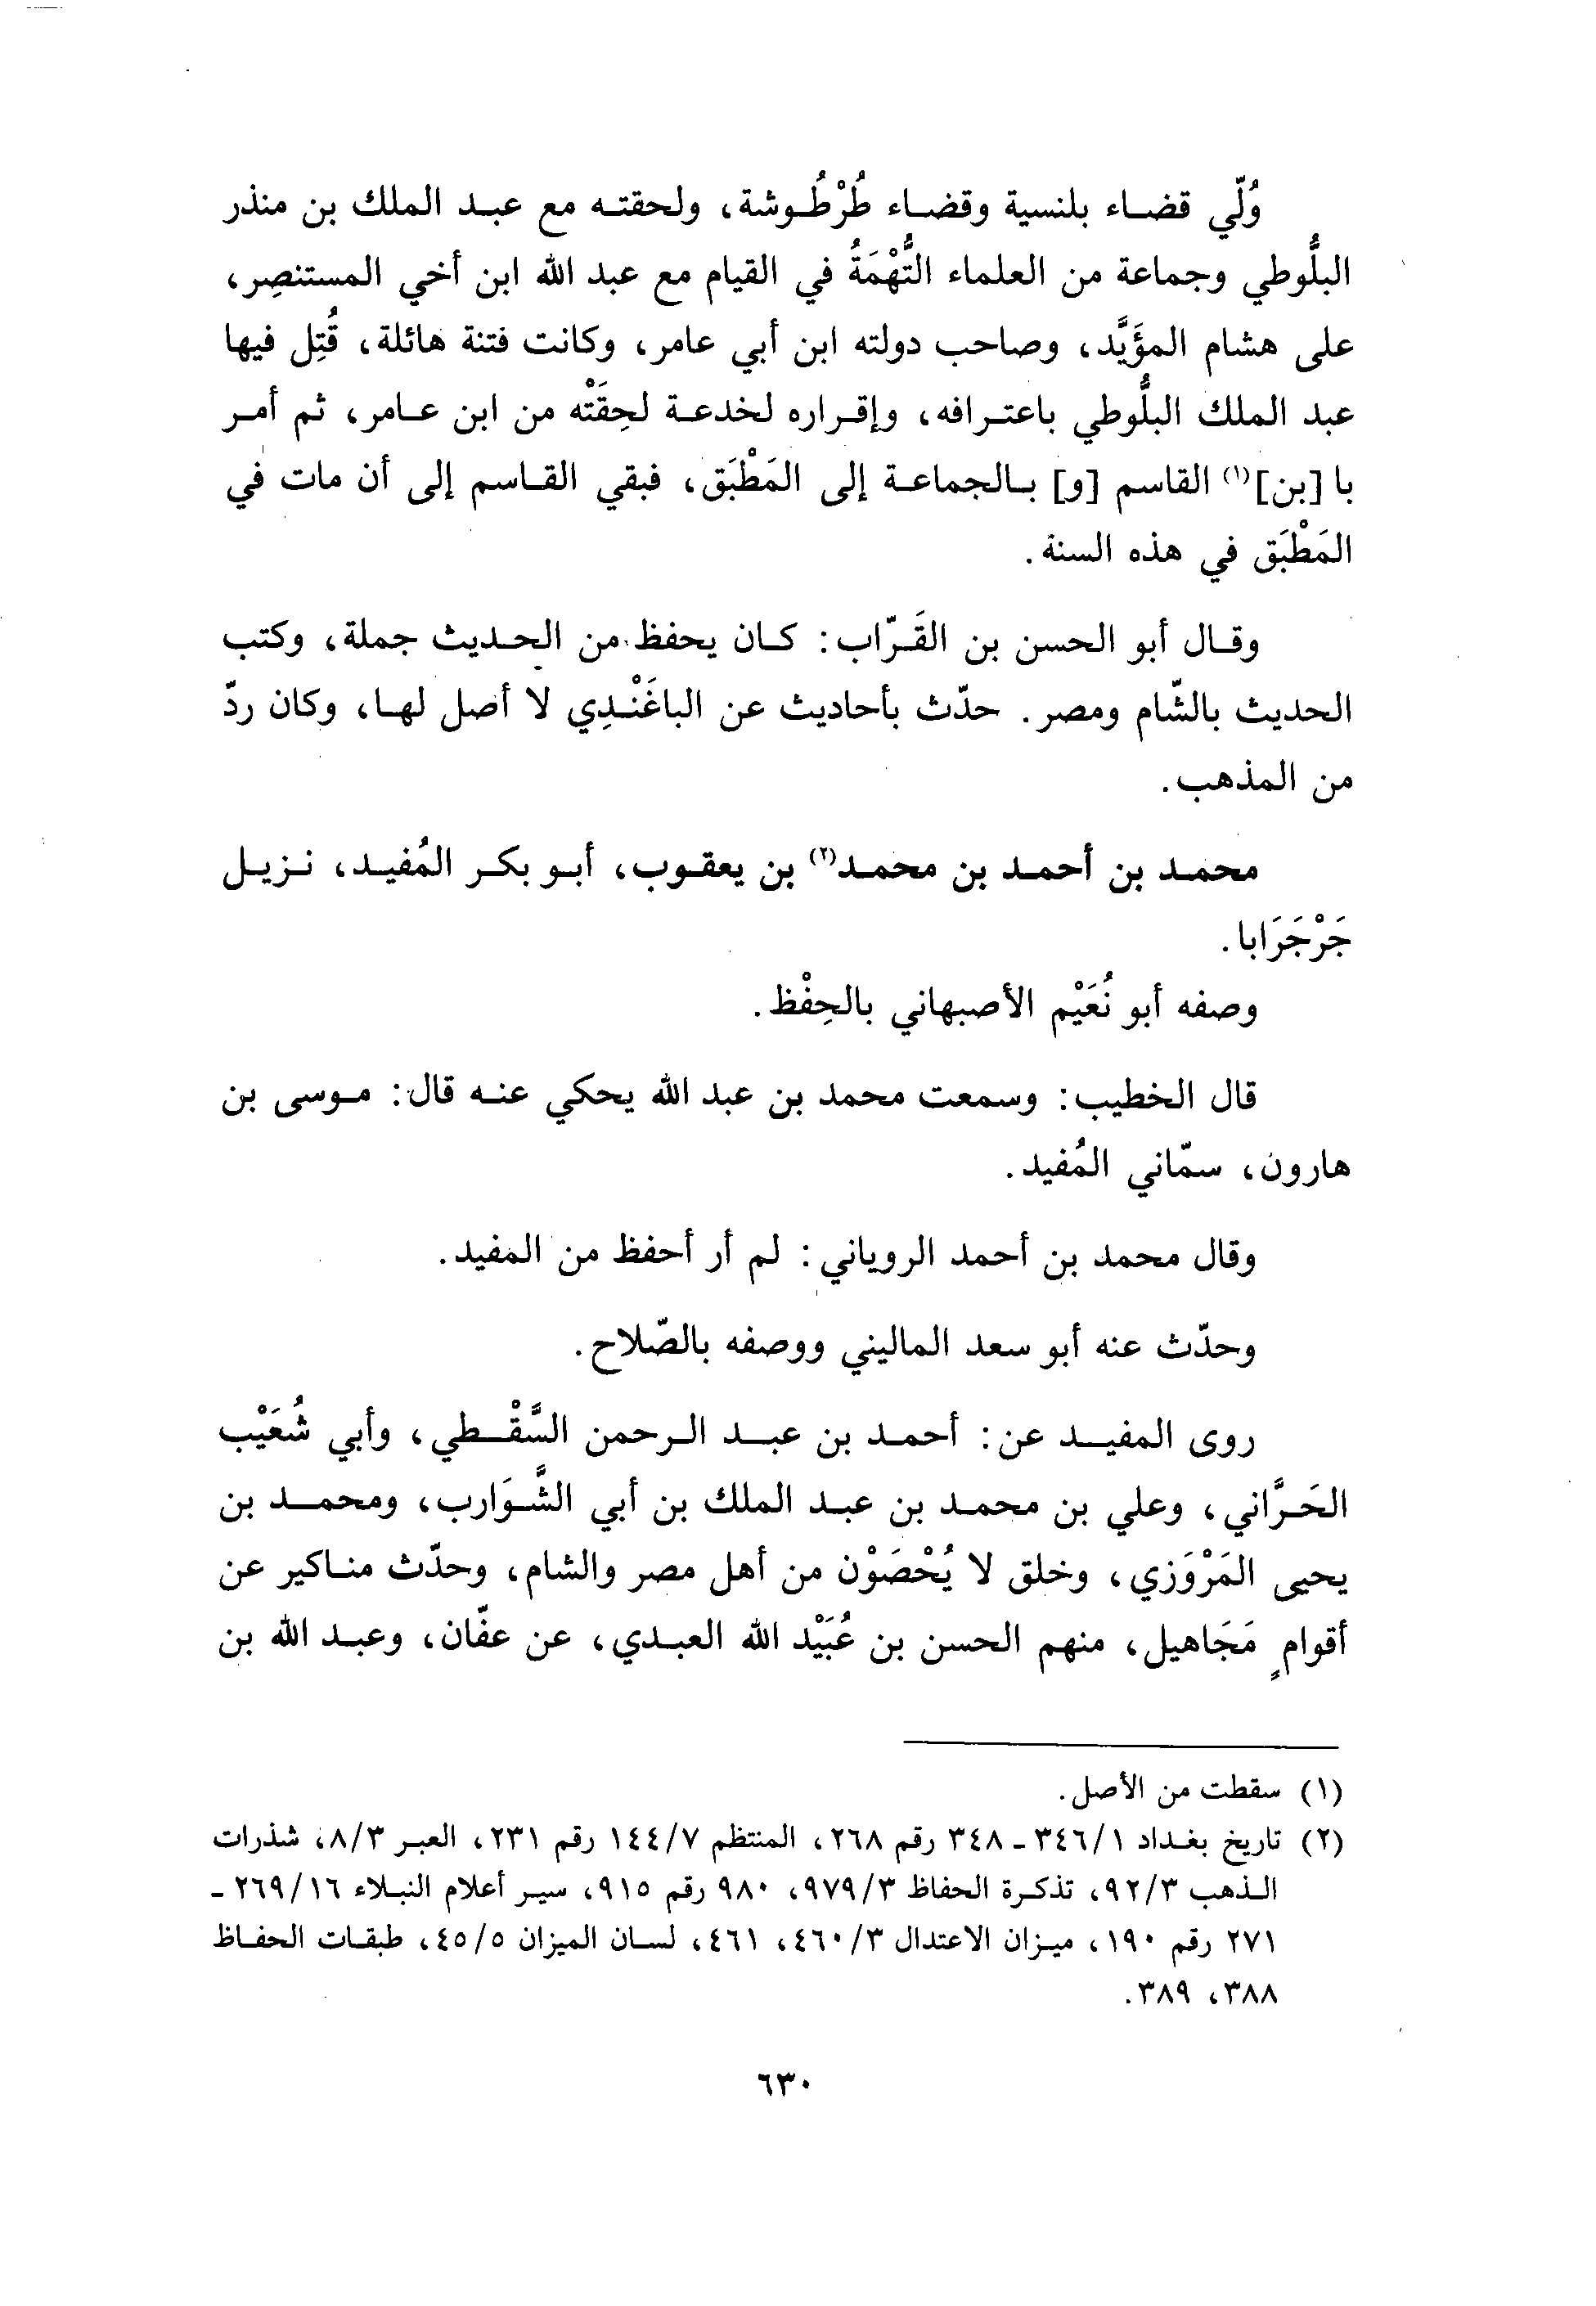 وُلّي قضاء بلنسية وقضاء طُرْطُوشة، ولحقته مع عبد الملك بن منذر
البلُّوطي وجماعة من العلماء التُّهْمَةُ في القيام مع عبد الله ابن أخي المستنصِر،
على هشام المؤَيَّد، وصاحب دولته ابن أبي عامر، وكانت فتنة هائلة، قُتِل فيها
عبد الملك البلُّوطي باعترافه، وإقراره لخدعة لحِقَتْه من ابن عامر، ثم أمر
با [بن](١) القاسم [و] بالجماعة إلى المَطْبَق، فبقي القاسم إلى أن مات في
المَطْبَق في هذه السنة.
وقال أبو الحسن بن القَرّاب: كان يحفظ من الحديث جملة، وكتب
الحديث بالشّام ومصر. حدّث بأحاديث عن الباغَنْدِي لا أصل لها، وكان ردّ
من المذهب.
محمد بن أحمد بن محمد(٢) بن يعقوب، أبو بكر المُفيد، نزيل
جَرْجَرَابا.
وصفه أبو نُعَيْم الأصبهاني بالحِفْظ.
قال الخطيب: وسمعت محمد بن عبد الله يحكي عنه قال: موسى بن
هارون، سمّاني المُفيد.
وقال محمد بن أحمد الروياني: لم أر أحفظ من المفيد.
وحدّث عنه أبو سعد الماليني ووصفه بالصّلاح.
روى المفيد عن: أحمد بن عبد الرحمن السَّقْطي، وأبي شُعَيْب
الحَرَّاني، وعلي بن محمد بن عبد الملك بن أبي الشَّوَارب، ومحمد بن
يحيى المَرْوَزي، وخلق لا يُحْصَوْن من أهل مصر والشام، وحدّث مناكير عن
أقوامٍ مَجَاهيل، منهم الحسن بن عُبَيْد الله العبدي، عن عفّان، وعبد الله بن
(١) سقطت من الأصل.
(٢) تاريخ بغداد ٣٤٦/١ ـ ٣٤٨ رقم ٢٦٨، المنتظم ١٤٤/٧ رقم ٢٣١، العبر ٨/٣، شذرات
الذهب ٩٢/٣، تذكرة الحفاظ ٩٧٩/٣، ٩٨٠ رقم ٩١٥، سير أعلام النبلاء ٢٦٩/١٦ ـ
٢٧١ رقم ١٩٠، ميزان الاعتدال ٤٦٠/٣، ٤٦١، لسان الميزان ٤٥/٥، طبقات الحفاظ
٣٨٨، ٣٨٩.
٦٣٠